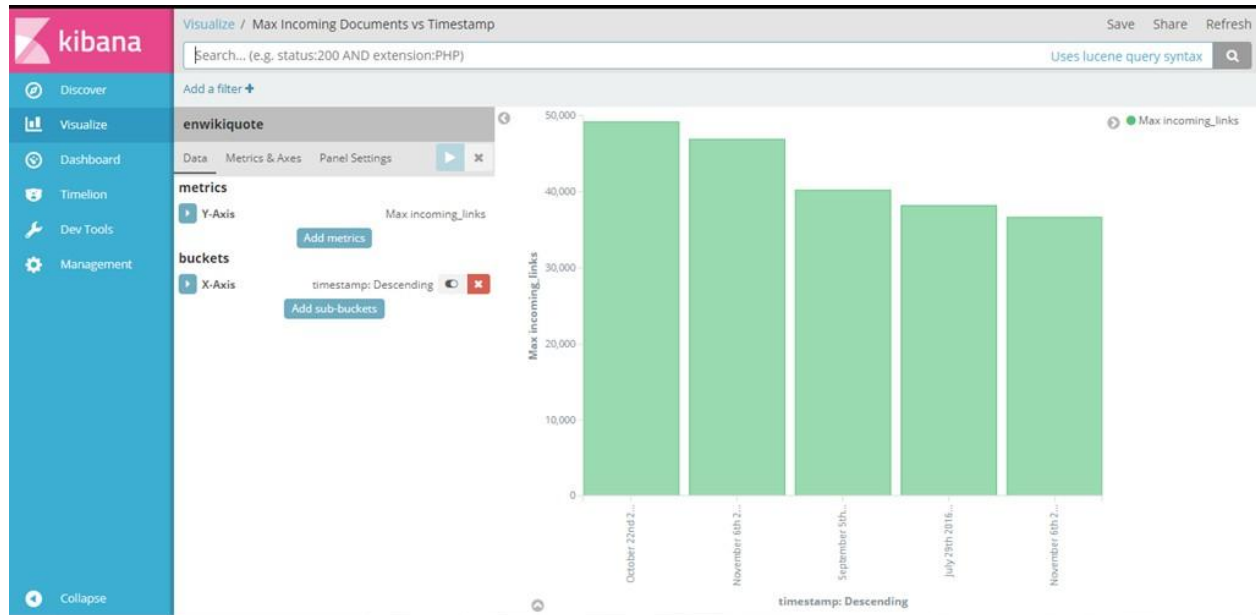 kibana
Discover
Visualize
Dashboard
Timelion
Dev Tools
Management
Collapse
Visualize / Max Incoming Documents vs Timestamp
Save Share Refresh
Search... (e.g. status:200 AND extension:PHP)
Uses lucene query syntax
Add a filter +
enwikiquote
Data Metrics & Axes Panel Settings
metrics
Y-Axis Max incoming_links
Add metrics
buckets
X-Axis timestamp: Descending
Add sub-buckets
Max incoming_links
50,000
40,000
30,000
20,000
10,000
0
Max incoming_links
October 22nd 2...
November 6th 2...
September 5th...
July 29th 2016...
November 6th 2...
timestamp: Descending